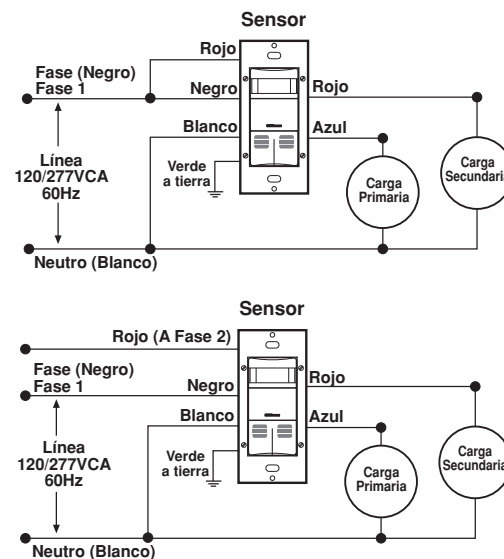 Sensor
Rojo
Fase (Negro)
Fase 1
Negro
Rojo
Blanco
Azul
Línea
120/277VCA
60Hz
Verde
a tierra
Carga
Primaria
Carga
Secundaria
Neutro (Blanco)
Sensor
Rojo (A Fase 2)
Fase (Negro)
Fase 1
Negro
Rojo
Blanco
Azul
Línea
120/277VCA
60Hz
Verde
a tierra
Carga
Primaria
Carga
Secundaria
Neutro (Blanco)